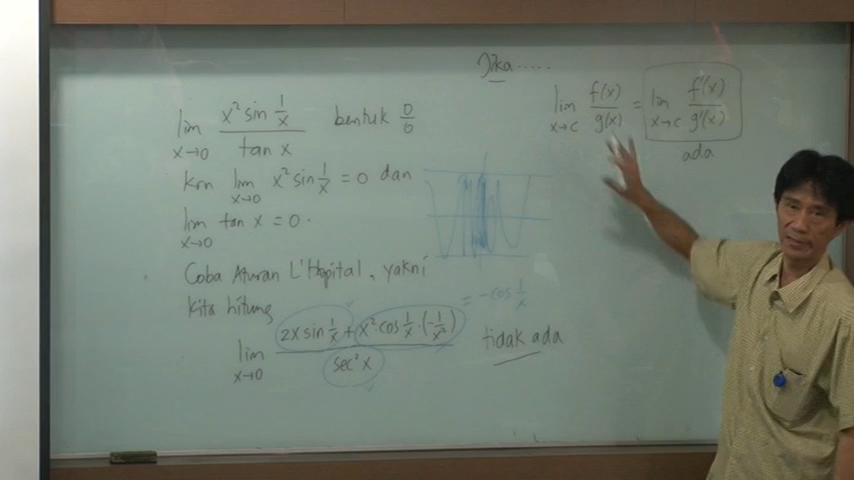 Jika.....
lim x→c f(x)/g(x) = lim x→c f'(x)/g'(x)
ada
lim x→0 x² sin 1/x / tan x bentuk 0/0
krn lim x→0 x² sin 1/x = 0 dan
lim x→0 tan x = 0.
Coba Aturan L'Hopital, yakni
kita hitung
= -cos 1/x
lim x→0 2x sin 1/x + x² cos 1/x · (-1/x²) / sec² x tidak ada